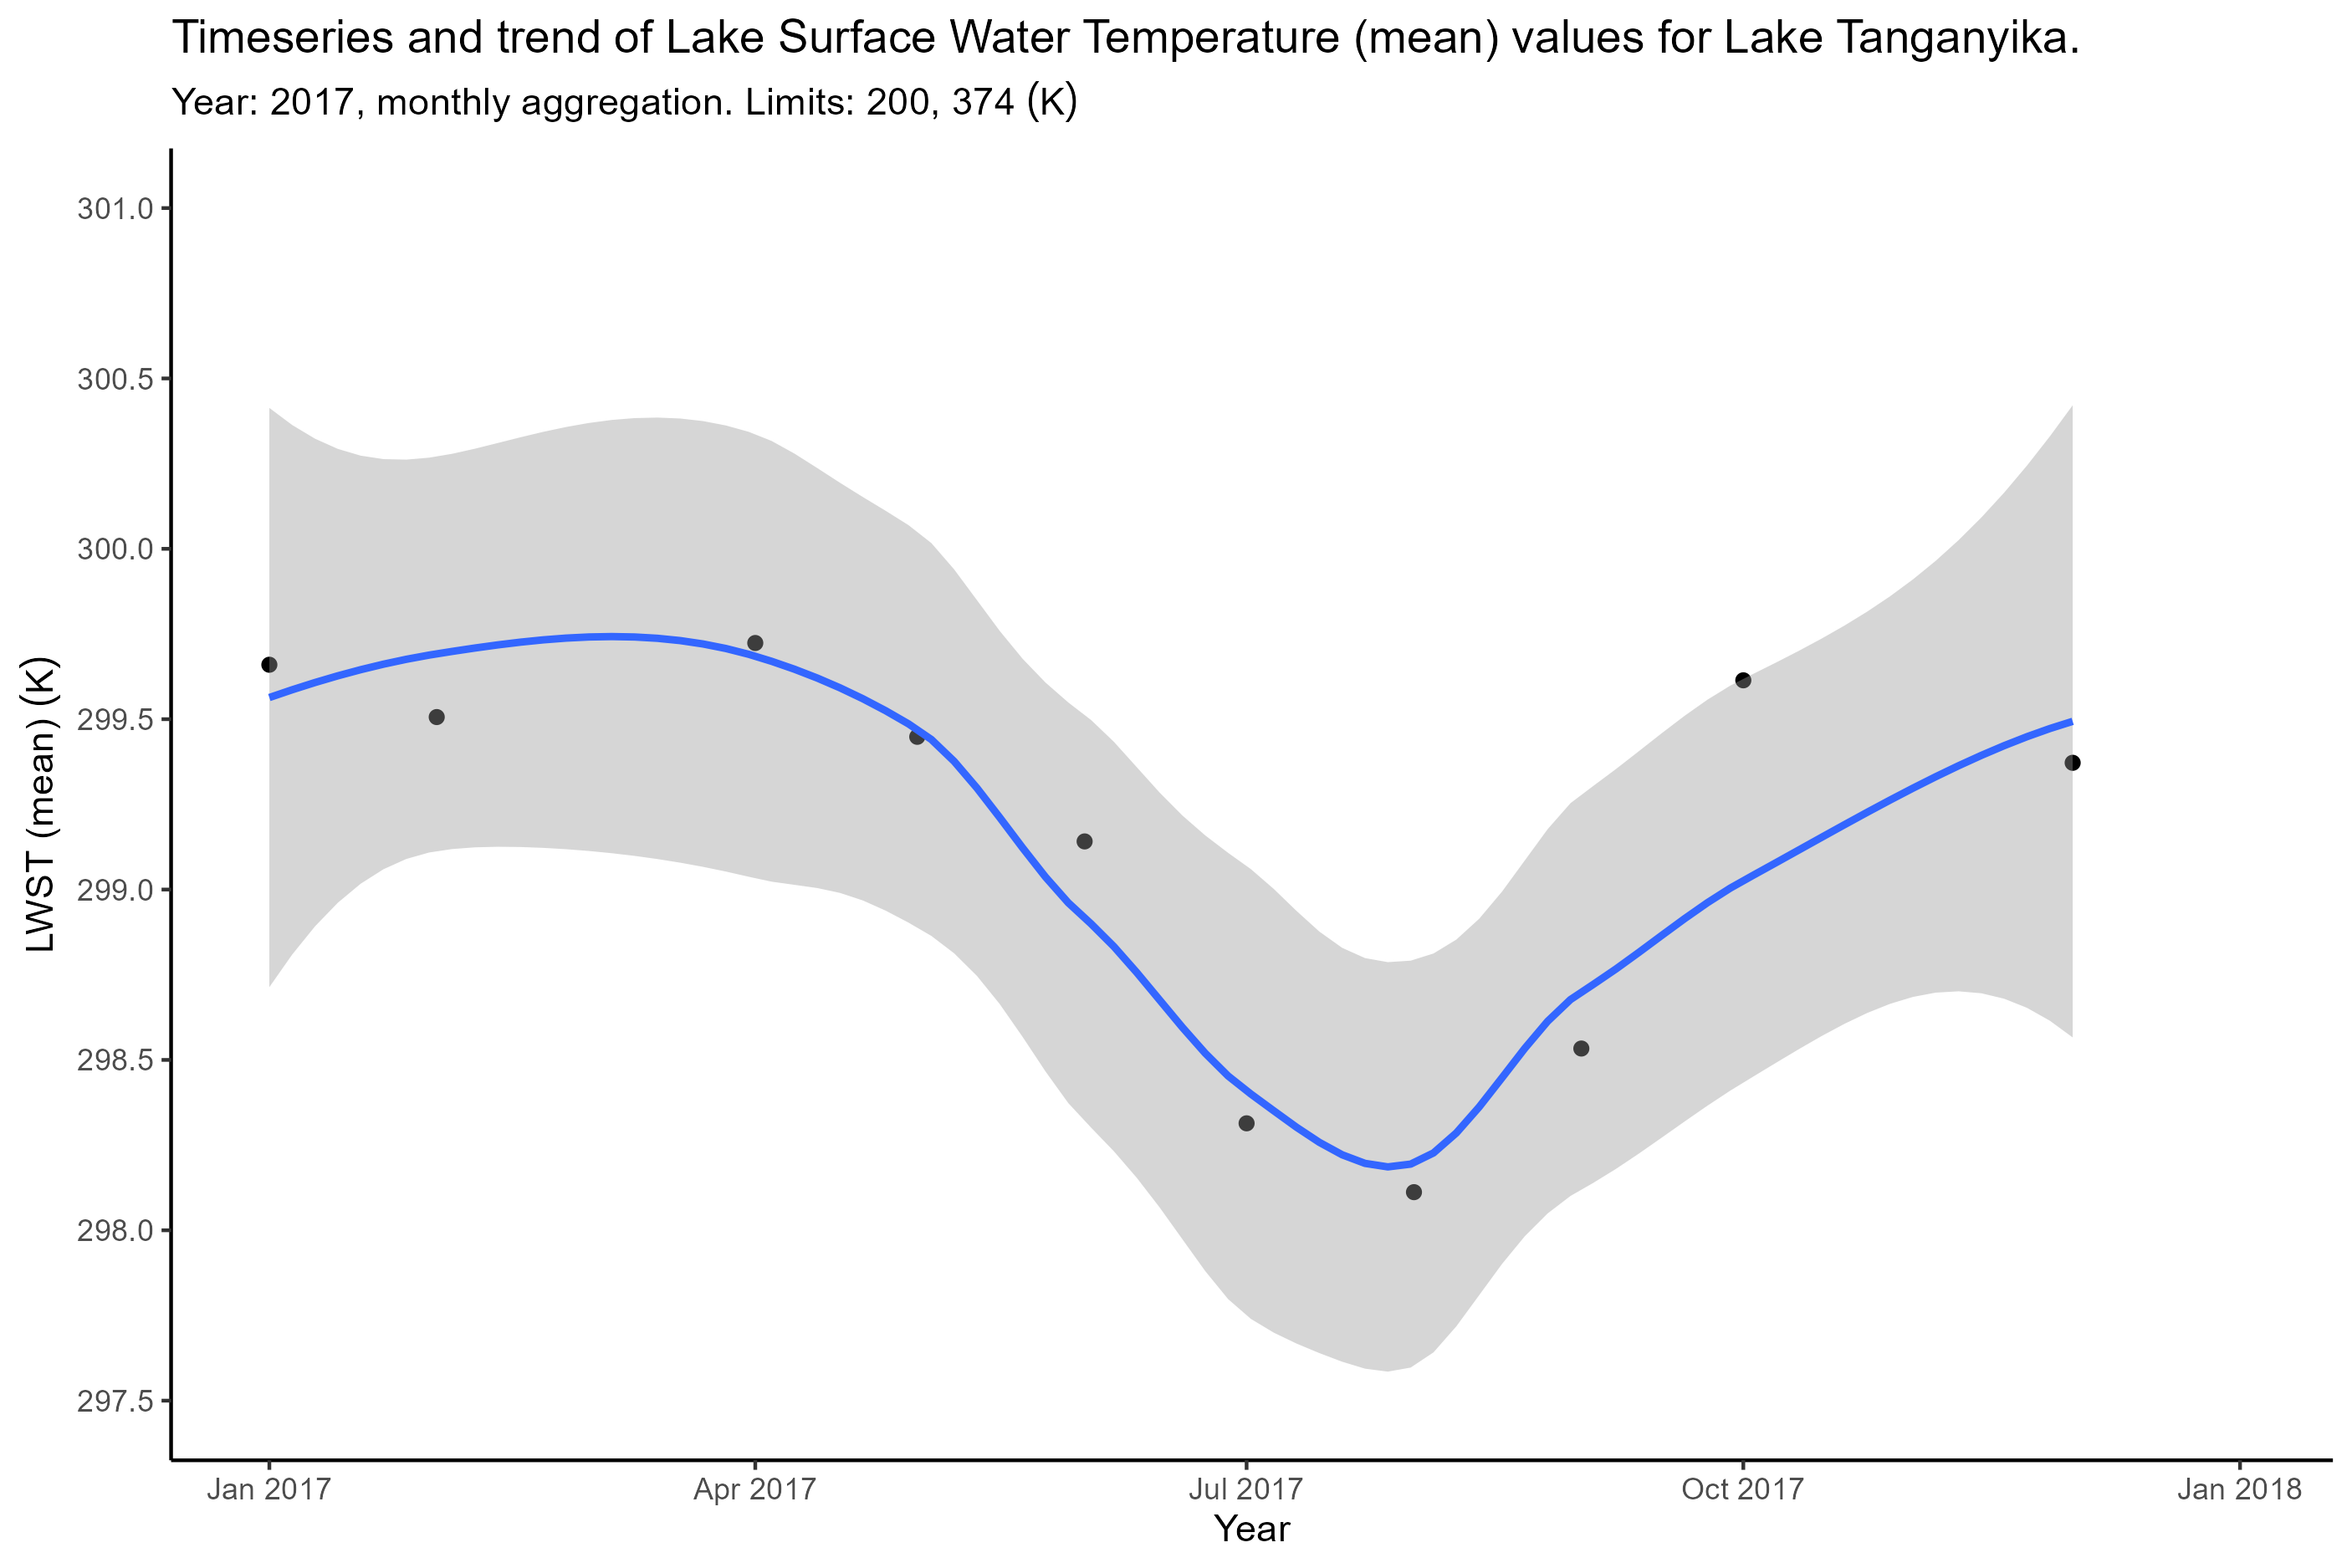 Timeseries and trend of Lake Surface Water Temperature (mean) values for Lake Tanganyika.
Year: 2017, monthly aggregation. Limits: 200, 374 (K)
LWST (mean) (K)
301.0
300.5
300.0
299.5
299.0
298.5
298.0
297.5
Jan 2017
Apr 2017
Jul 2017
Oct 2017
Jan 2018
Year